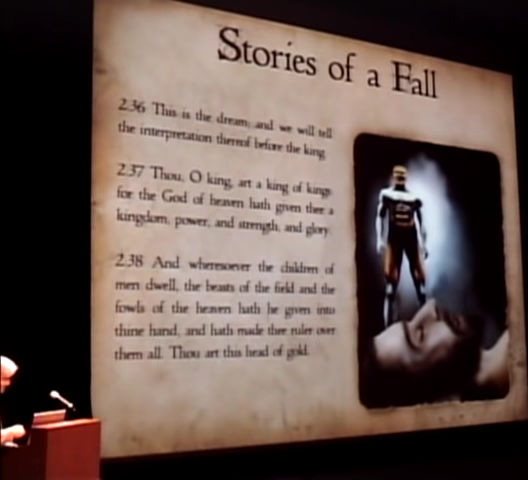 Stories of a Fall
2.36 This is the dream; and we will tell
the interpretation thereof before the king.
2.37 Thou, O king, art a king of kings:
for the God of heaven hath given thee a
kingdom, power, and strength, and glory.
2.38 And wheresoever the children of
men dwell, the beasts of the field and the
fowls of the heaven hath he given into
thine hand, and hath made thee ruler over
them all. Thou art this head of gold.